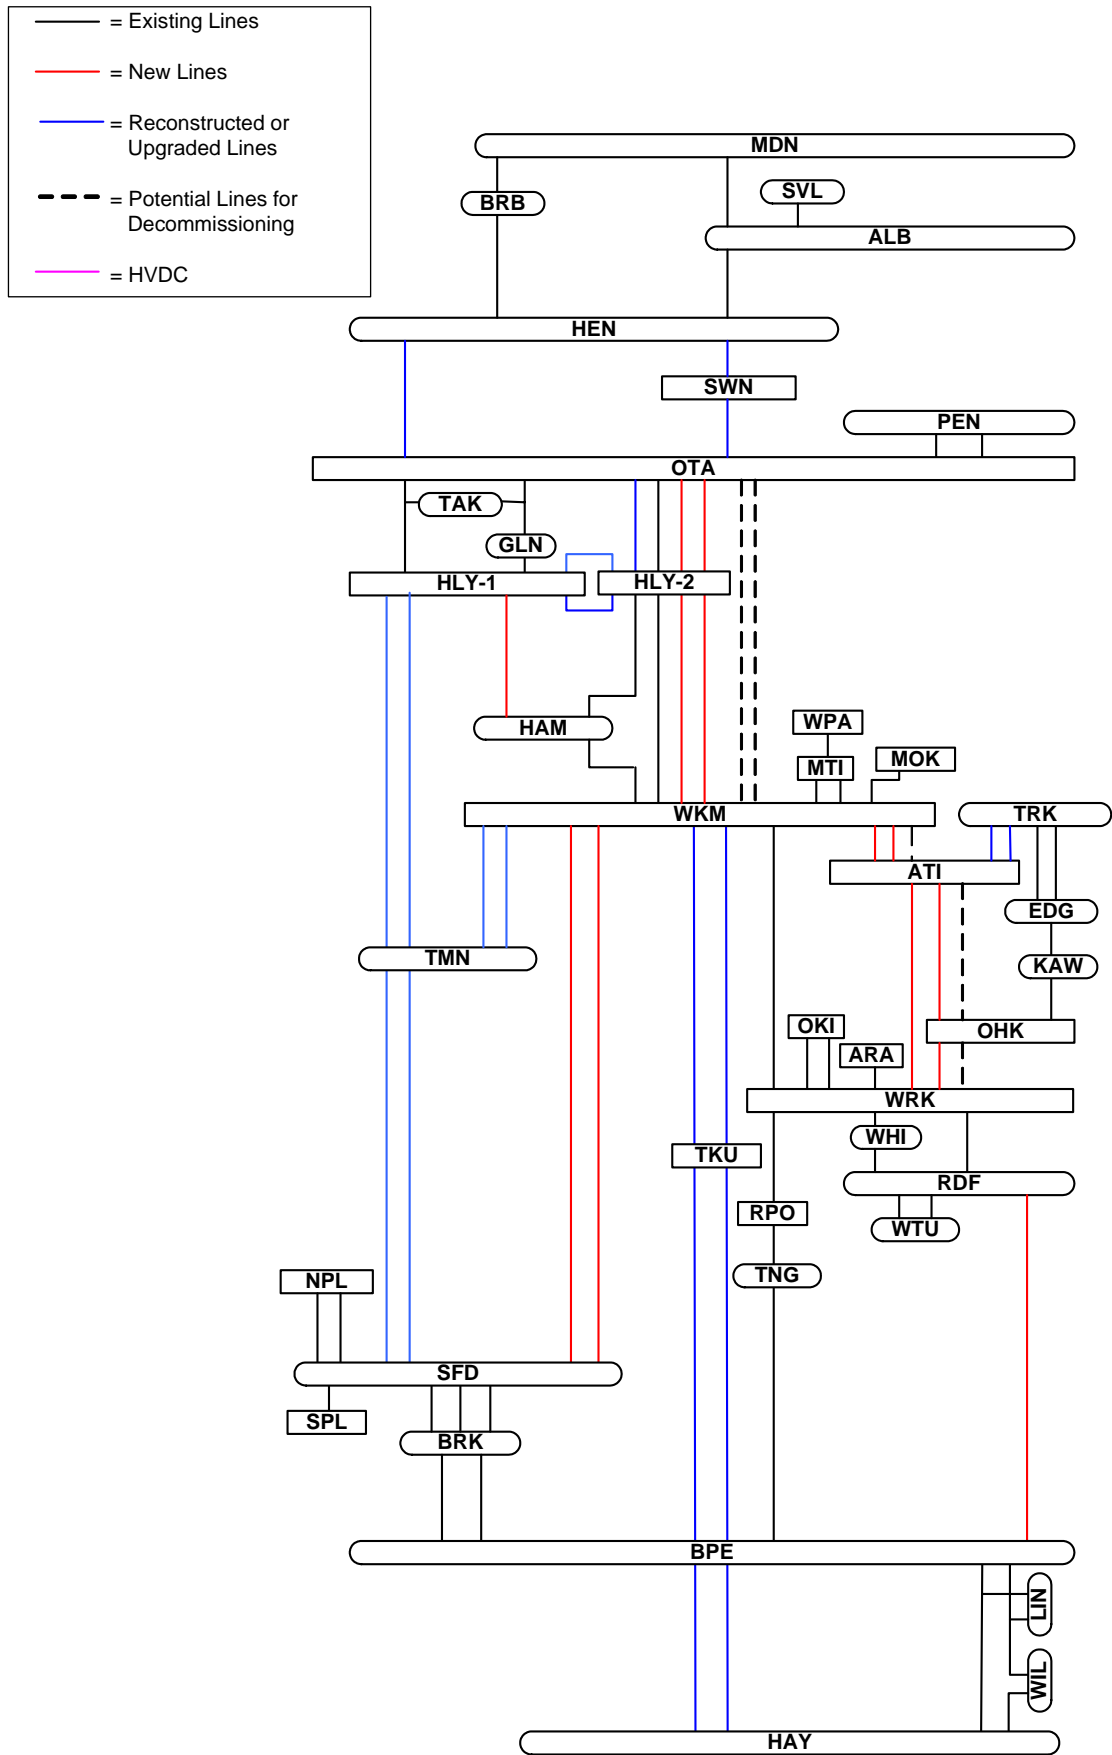 = Existing Lines
= New Lines
= Reconstructed or
Upgraded Lines
= Potential Lines for
Decommissioning
= HVDC
MDN
SVL
BRB
ALB
HEN
SWN
PEN
OTA
TAK
GLN
HLY-1
HLY-2
WPA
HAM
MOK
MTI
WKM
TRK
ATI
EDG
TMN
KAW
OKI
OHK
ARA
WRK
WHI
TKU
RDF
RPO
WTU
TNG
NPL
SFD
SPL
BRK
BPE
LIN
WIL
HAY